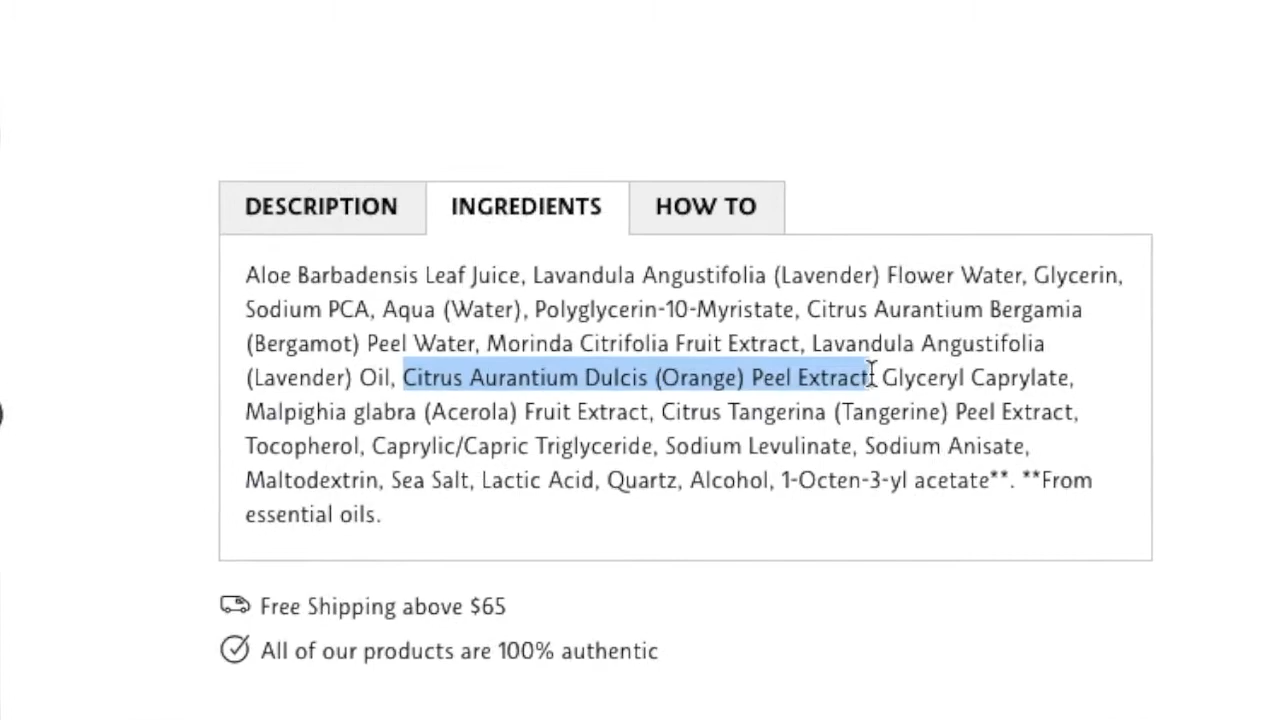 DESCRIPTION INGREDIENTS HOW TO
Aloe Barbadensis Leaf Juice, Lavandula Angustifolia (Lavender) Flower Water, Glycerin,
Sodium PCA, Aqua (Water), Polyglycerin-10-Myristate, Citrus Aurantium Bergamia
(Bergamot) Peel Water, Morinda Citrifolia Fruit Extract, Lavandula Angustifolia
(Lavender) Oil, Citrus Aurantium Dulcis (Orange) Peel Extract, Glyceryl Caprylate,
Malpighia glabra (Acerola) Fruit Extract, Citrus Tangerina (Tangerine) Peel Extract,
Tocopherol, Caprylic/Capric Triglyceride, Sodium Levulinate, Sodium Anisate,
Maltodextrin, Sea Salt, Lactic Acid, Quartz, Alcohol, 1-Octen-3-yl acetate**. **From
essential oils.
Free Shipping above $65
All of our products are 100% authentic